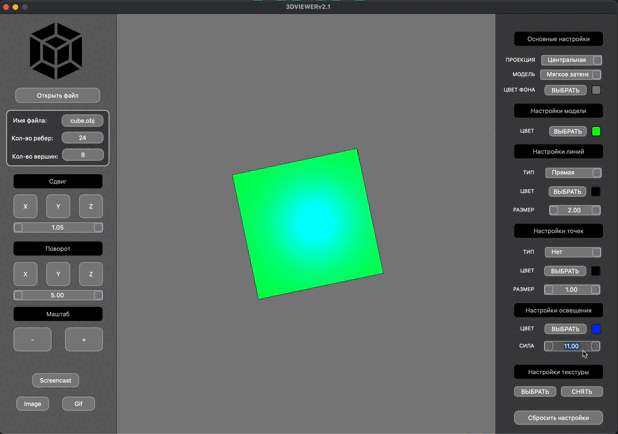 3DVIEWERv2.1
Открыть файл
Имя файла: cube.obj
Кол-во ребер: 24
Кол-во вершин: 8
Сдвиг
X Y Z
1.05
Поворот
X Y Z
5.00
Маштаб
- +
Screencast
Image Gif
Основные настройки
ПРОЕКЦИЯ Центральная
МОДЕЛЬ Мягкое затене
ЦВЕТ ФОНА ВЫБРАТЬ
Настройки модели
ЦВЕТ ВЫБРАТЬ
Настройки линий
ТИП Прямая
ЦВЕТ ВЫБРАТЬ
РАЗМЕР 2.00
Настройки точек
ТИП Нет
ЦВЕТ ВЫБРАТЬ
РАЗМЕР 1.00
Настройки освещения
ЦВЕТ ВЫБРАТЬ
СИЛА 11.00
Настройки текстуры
ВЫБРАТЬ СНЯТЬ
Сбросить настройки